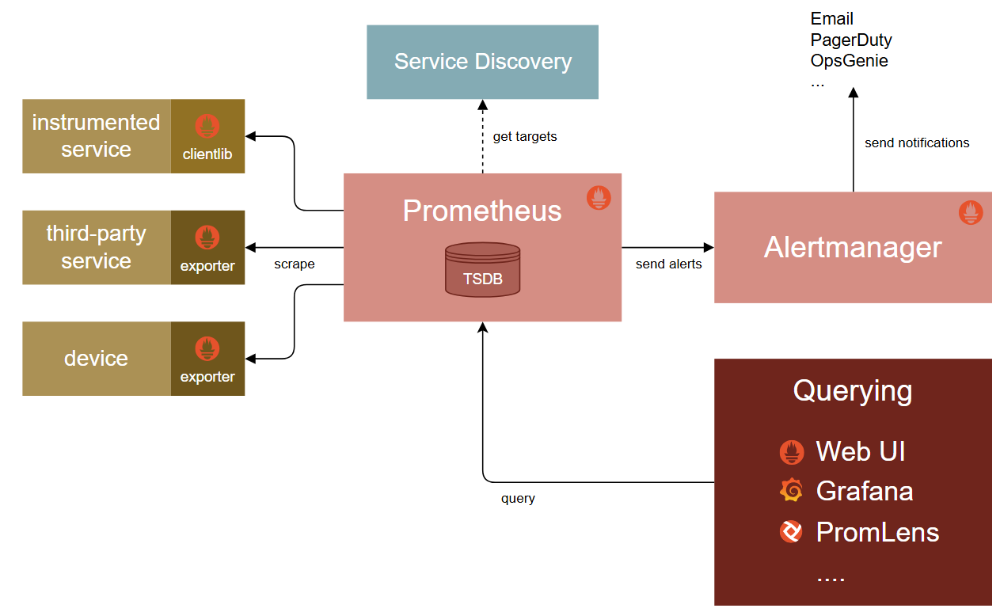 Email
PagerDuty
OpsGenie
...
Service Discovery
instrumented
service
clientlib
get targets
send notifications
Prometheus
TSDB
third-party
service
exporter
scrape
send alerts
Alertmanager
device
exporter
Querying
Web UI
Grafana
PromLens
....
query